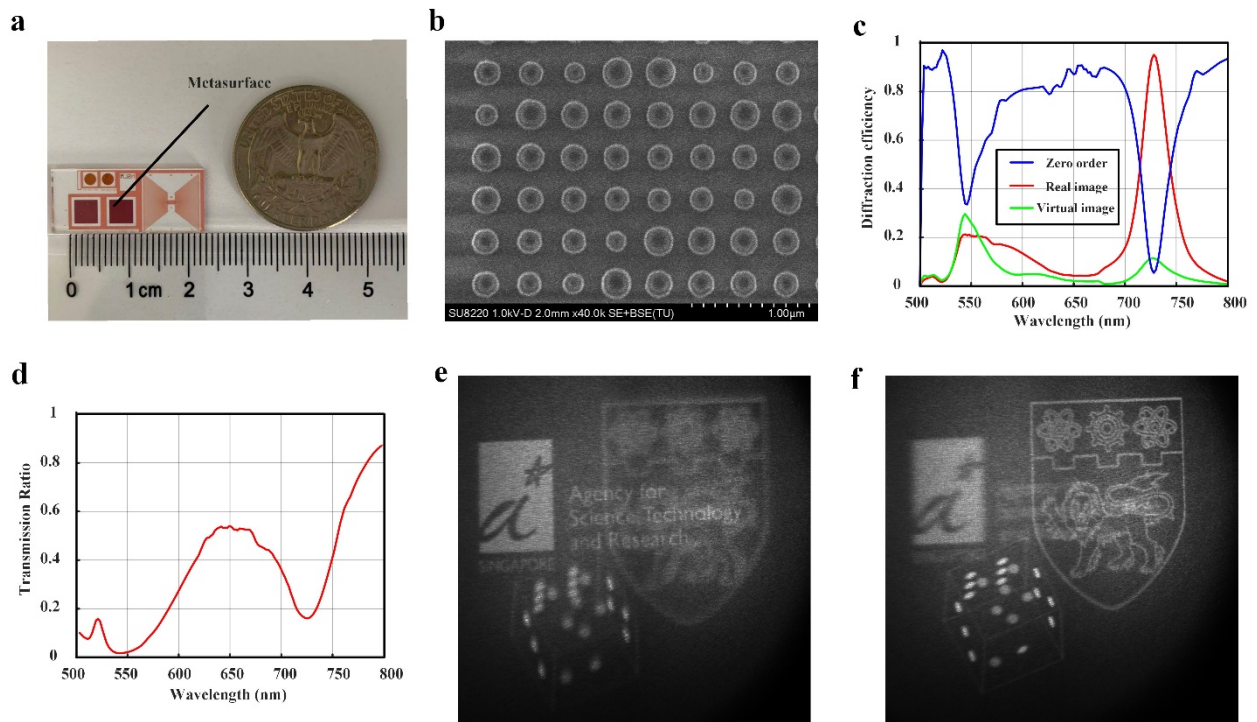 a
Metasurface
0 1 cm 2 3 4 5
b
SU8220 1.0kV-D 2.0mm x40.0k SE+BSE(TU) 1.00µm
c
Diffraction efficiency
1
0.8
0.6
0.4
0.2
0
Zero order
Real image
Virtual image
500 550 600 650 700 750 800
Wavelength (nm)
d
Transmission Ratio
1
0.8
0.6
0.4
0.2
0
500 550 600 650 700 750 800
Wavelength (nm)
e
a
Agency for
Science, Technology
and Research
SINGAPORE
f
a